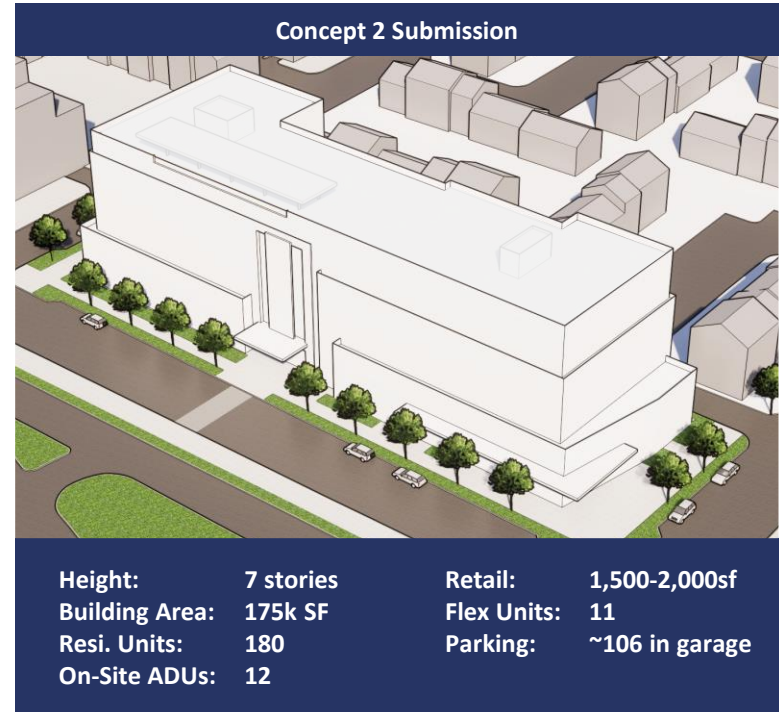 Concept 2 Submission
Height: 7 stories
Building Area: 175k SF
Resi. Units: 180
On-Site ADUs: 12
Retail: 1,500-2,000sf
Flex Units: 11
Parking: ~106 in garage